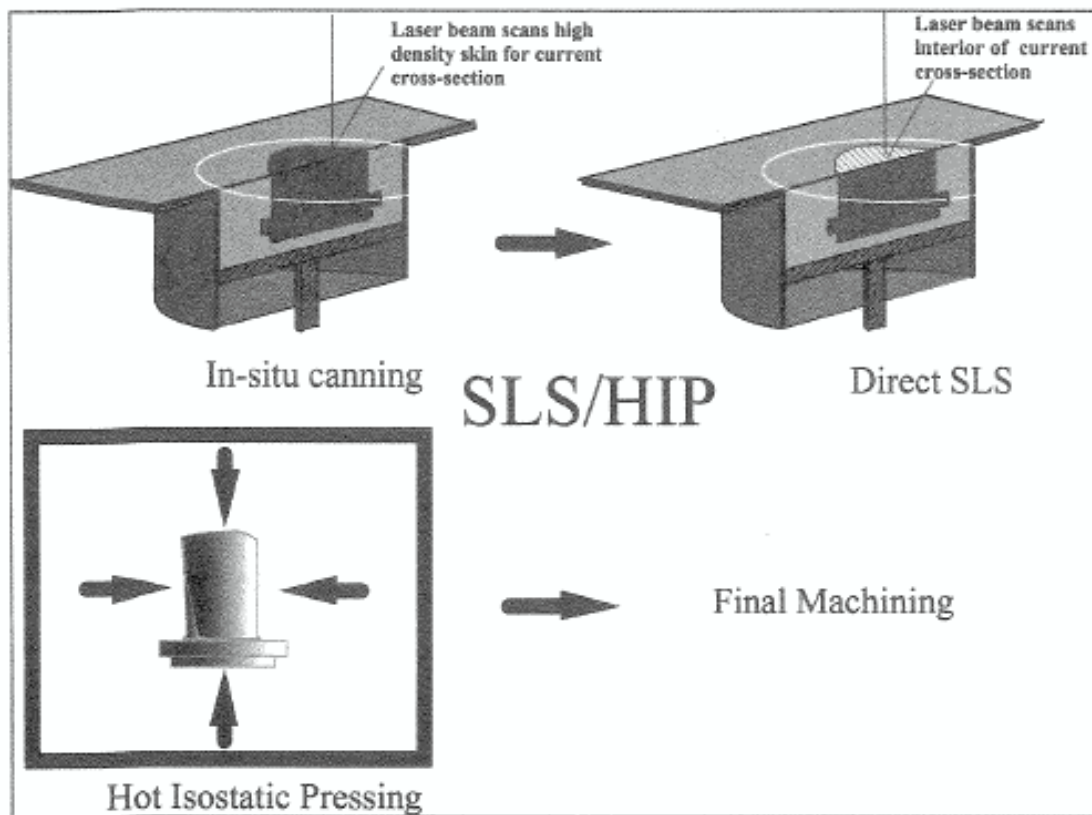 Laser beam scans high
density skin for current
cross-section
Laser beam scans
interior of current
cross-section
In-situ canning
SLS/HIP
Direct SLS
Final Machining
Hot Isostatic Pressing